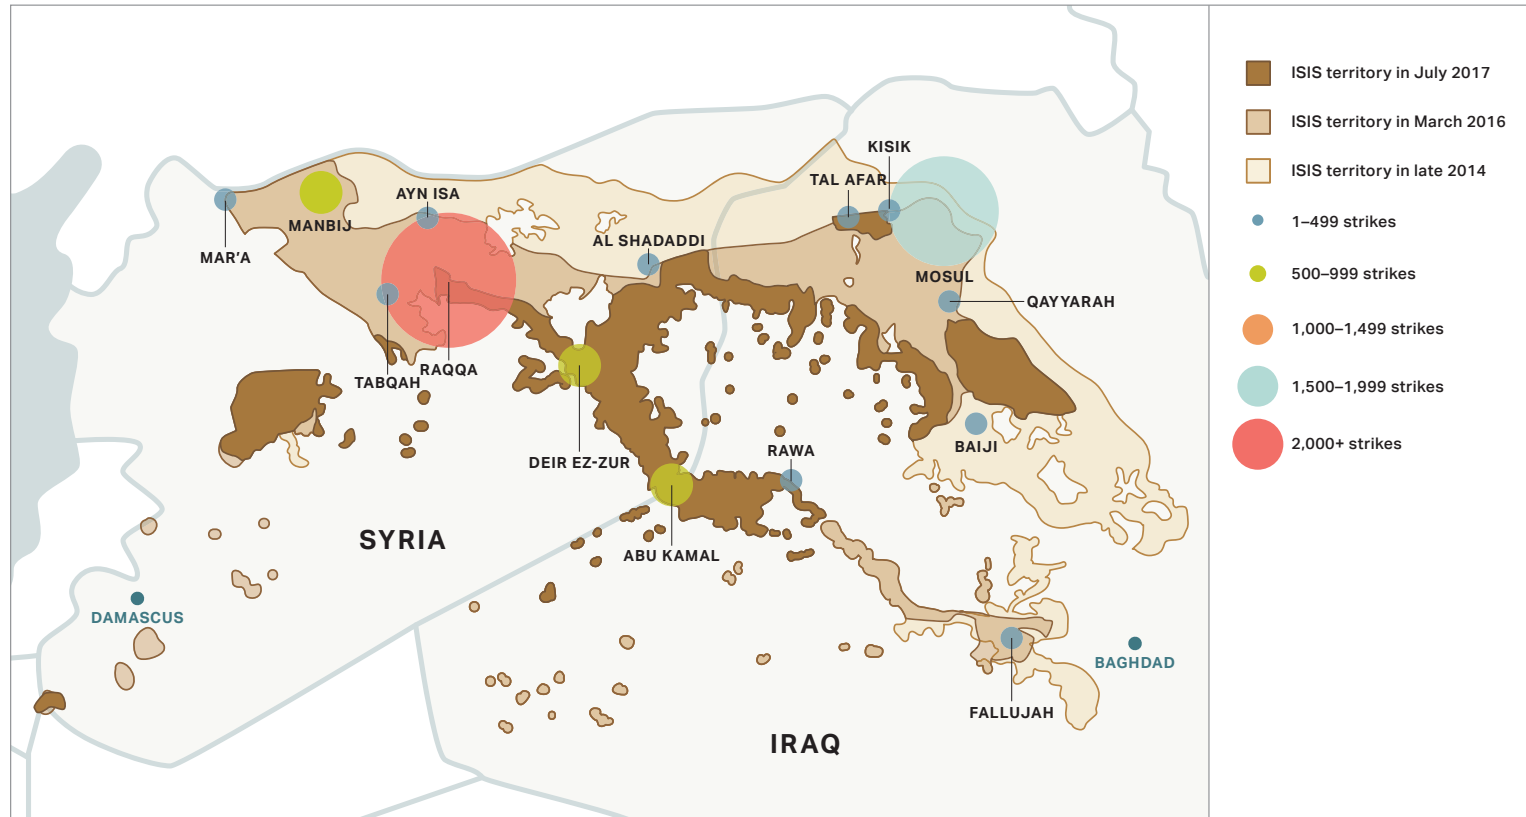 KISIK
TAL AFAR
AYN ISA
MANBIJ
MAR'A
AL SHADADDI
MOSUL
QAYYARAH
RAQQA
TABQAH
BAIJI
DEIR EZ-ZUR
RAWA
SYRIA
ABU KAMAL
DAMASCUS
BAGHDAD
FALLUJAH
IRAQ
ISIS territory in July 2017
ISIS territory in March 2016
ISIS territory in late 2014
1–499 strikes
500–999 strikes
1,000–1,499 strikes
1,500–1,999 strikes
2,000+ strikes